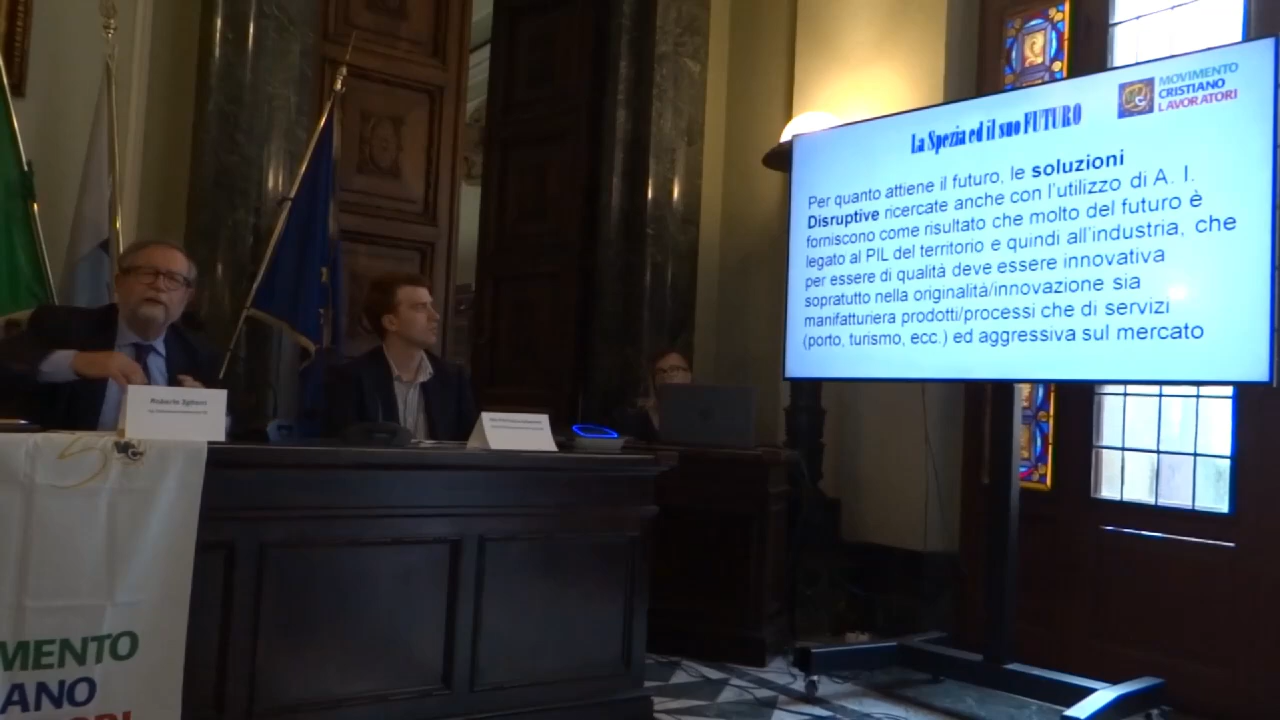 La Spezia ed il suo FUTURO
MOVIMENTO
CRISTIANO
LAVORATORI
Per quanto attiene il futuro, le soluzioni
Disruptive ricercate anche con l'utilizzo di A. I.
forniscono come risultato che molto del futuro è
legato al PIL del territorio e quindi all'industria, che
per essere di qualità deve essere innovativa
sopratutto nella originalità/innovazione sia
manifatturiera prodotti/processi che di servizi
(porto, turismo, ecc.) ed aggressiva sul mercato
Roberto
MENTO
ANO
ORI